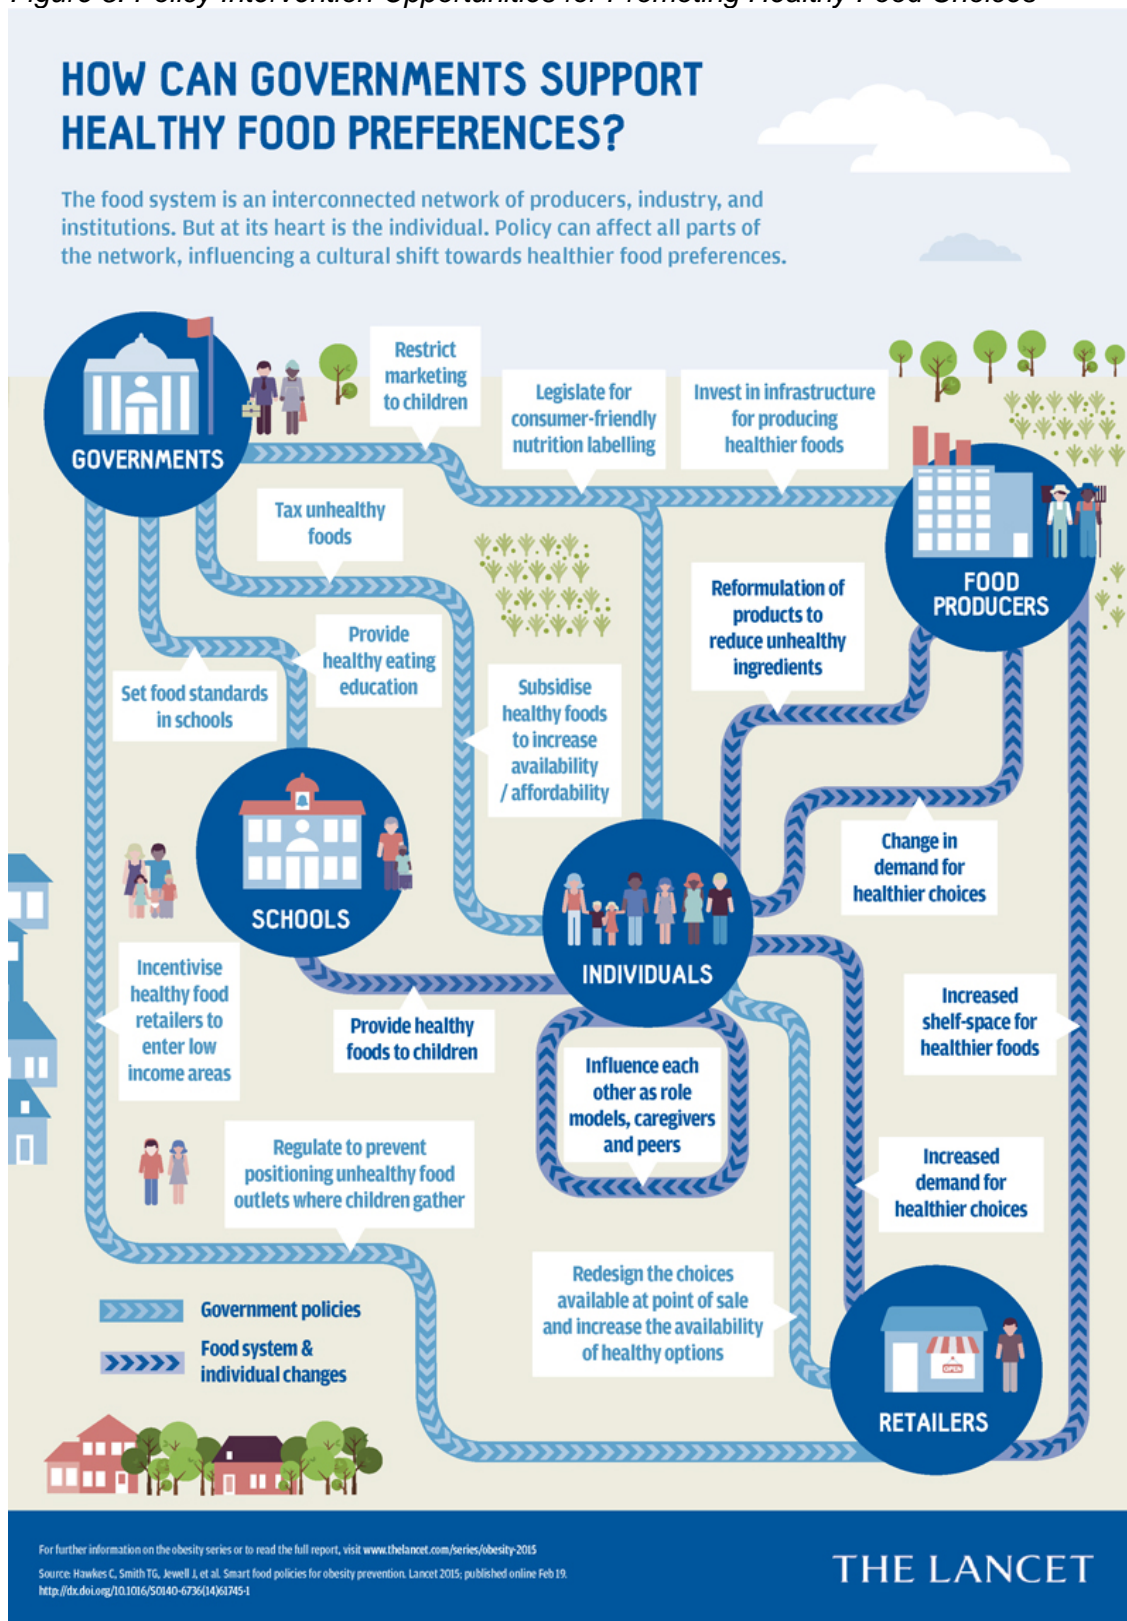 Figure 3. Policy Intervention Opportunities for Promoting Healthy Food Choices
HOW CAN GOVERNMENTS SUPPORT
HEALTHY FOOD PREFERENCES?
The food system is an interconnected network of producers, industry, and
institutions. But at its heart is the individual. Policy can affect all parts of
the network, influencing a cultural shift towards healthier food preferences.
GOVERNMENTS
Restrict
marketing
to children
Legislate for
consumer-friendly
nutrition labelling
Invest in infrastructure
for producing
healthier foods
Tax unhealthy
foods
FOOD
PRODUCERS
Reformulation of
products to
reduce unhealthy
ingredients
Provide
healthy eating
education
Set food standards
in schools
Subsidise
healthy foods
to increase
availability
/ affordability
Change in
demand for
healthier choices
SCHOOLS
INDIVIDUALS
Incentivise
healthy food
retailers to
enter low
income areas
Provide healthy
foods to children
Increased
shelf-space for
healthier foods
Influence each
other as role
models, caregivers
and peers
Regulate to prevent
positioning unhealthy food
outlets where children gather
Increased
demand for
healthier choices
Redesign the choices
available at point of sale
and increase the availability
of healthy options
Government policies
Food system &
individual changes
OPEN
RETAILERS
For further information on the obesity series or to read the full report, visit www.thelancet.com/series/obesity-2015
Source: Hawkes C, Smith TG, Jewell J, et al. Smart food policies for obesity prevention. Lancet 2015; published online Feb 19.
http://dx.doi.org/10.1016/S0140-6736(14)61745-1
THE LANCET